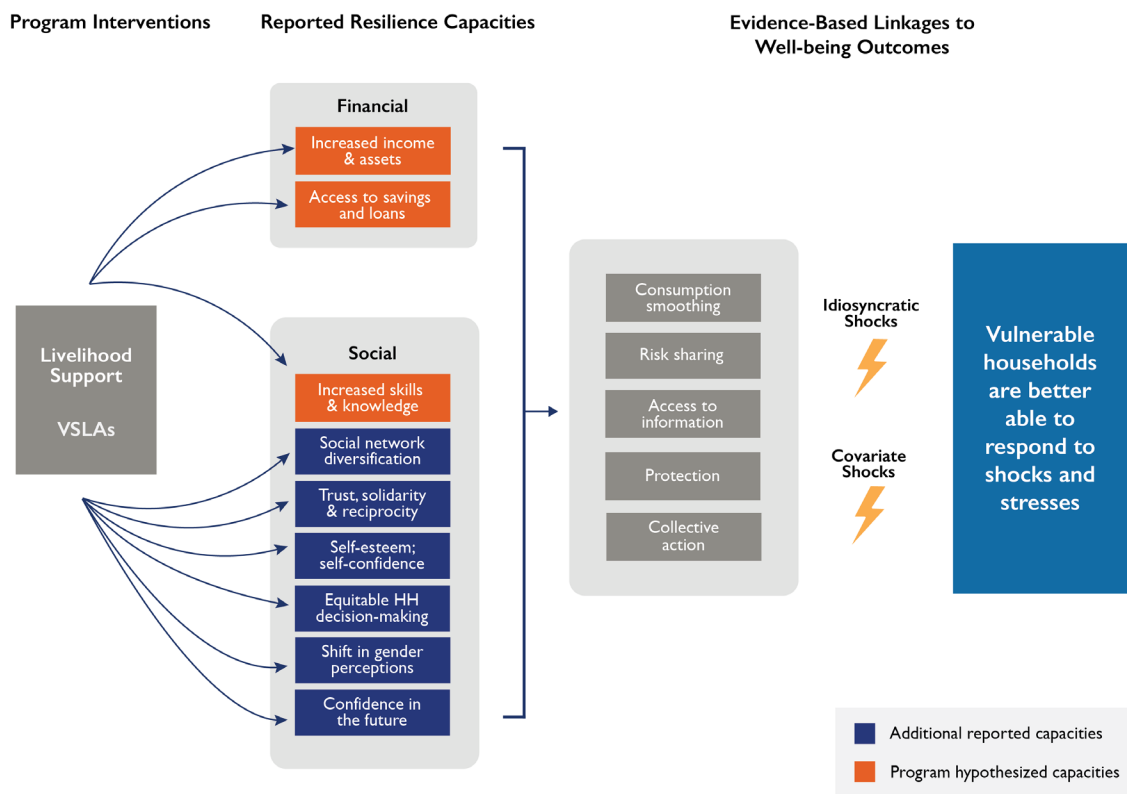 Program Interventions
Reported Resilience Capacities
Evidence-Based Linkages to
Well-being Outcomes
Financial
Increased income
& assets
Access to savings
and loans
Livelihood
Support
VSLAs
Social
Increased skills
& knowledge
Social network
diversification
Trust, solidarity
& reciprocity
Self-esteem;
self-confidence
Equitable HH
decision-making
Shift in gender
perceptions
Confidence in
the future
Consumption
smoothing
Risk sharing
Access to
information
Protection
Collective
action
Idiosyncratic
Shocks
Covariate
Shocks
Vulnerable
households
are better
able to
respond to
shocks and
stresses
Additional reported capacities
Program hypothesized capacities